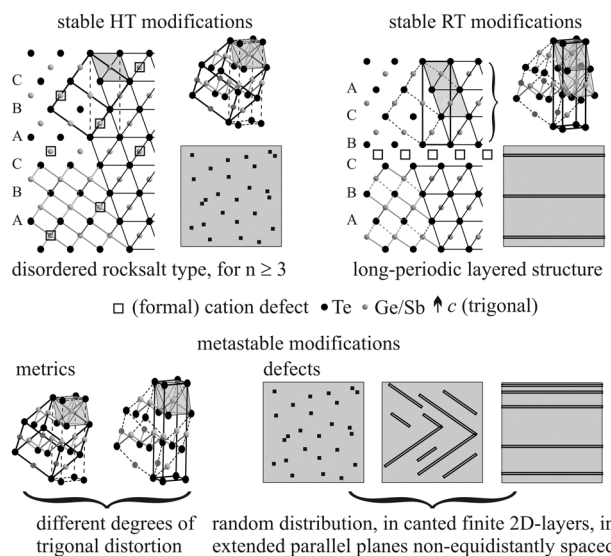 stable HT modifications
stable RT modifications
C
B
A
C
B
A
A
B
C
C
B
A
disordered rocksalt type, for n ≥ 3
long-periodic layered structure
□ (formal) cation defect ● Te ● Ge/Sb ↑ c (trigonal)
metastable modifications
metrics
defects
different degrees of
trigonal distortion
random distribution, in canted finite 2D-layers, in
extended parallel planes non-equidistantly spaced